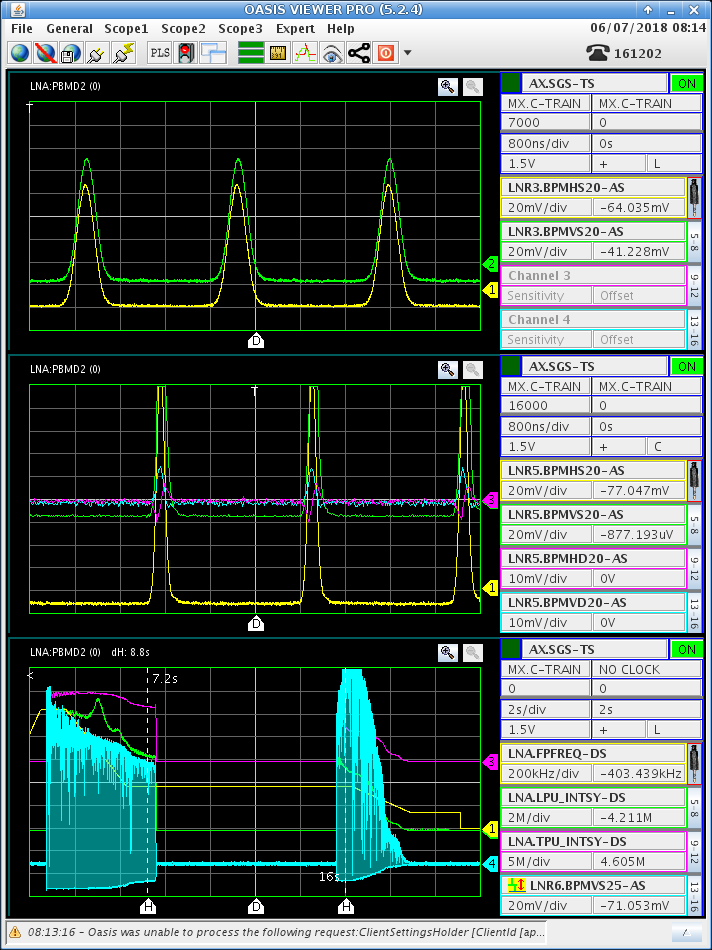 OASIS VIEWER PRO (5.2.4)
File General Scope1 Scope2 Scope3 Expert Help
06/07/2018 08:14
PLS
161202
LNA:PBMD2 (0)
T
2
1
D
AX.SGS-TS ON
MX.C-TRAIN MX.C-TRAIN
7000 0
800ns/div 0s
1.5V + L
LNR3.BPMHS20-AS
20mV/div -64.035mV
LNR3.BPMVS20-AS
20mV/div -41.228mV
5-8
Channel 3
Sensitivity Offset
9-12
Channel 4
Sensitivity Offset
13-16
LNA:PBMD2 (0)
T
3
1
D
AX.SGS-TS ON
MX.C-TRAIN MX.C-TRAIN
16000 0
800ns/div 0s
1.5V + C
LNR5.BPMHS20-AS
20mV/div -77.047mV
LNR5.BPMVS20-AS
20mV/div -877.193uV
5-8
LNR5.BPMHD20-AS
10mV/div 0V
9-12
LNR5.BPMVD20-AS
10mV/div 0V
13-16
LNA:PBMD2 (0) dH: 8.8s
<
7.2s
3
1
4
16s
H D H
AX.SGS-TS ON
MX.C-TRAIN NO CLOCK
0 0
2s/div 2s
1.5V + L
LNA.FPFREQ-DS
200kHz/div -403.439kHz
LNA.LPU_INTSY-DS
2M/div -4.211M
5-8
LNA.TPU_INTSY-DS
5M/div 4.605M
9-12
LNR6.BPMVS25-AS
20mV/div -71.053mV
13-16
08:13:16 - Oasis was unable to process the following request:ClientSettingsHolder [ClientId [ap...